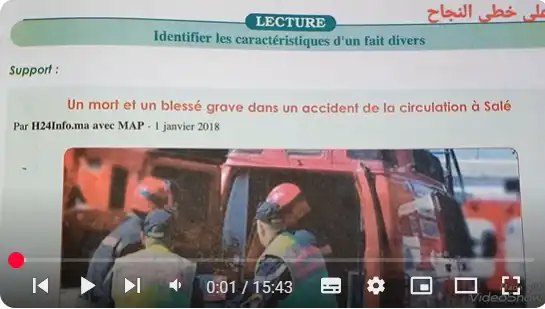 على خطى النجاح
LECTURE
Identifier les caractéristiques d'un fait divers
Support :
Un mort et un blessé grave dans un accident de la circulation à Salé
Par H24Info.ma avec MAP - 1 janvier 2018
0:01 / 15:43
VideoShow